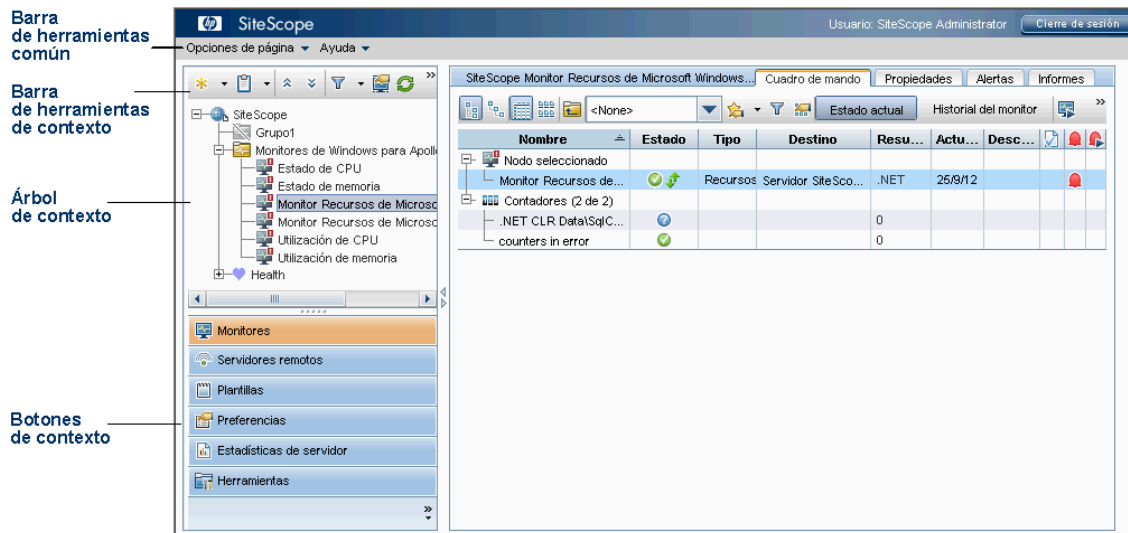 Barra
de herramientas
común
Barra
de herramientas
de contexto
Árbol
de contexto
Botones
de contexto
hp SiteScope Usuario: SiteScope Administrator Cierre de sesión
Opciones de página Ayuda
SiteScope
Grupo1
Monitores de Windows para Apoll
Estado de CPU
Estado de memoria
Monitor Recursos de Microsc
Monitor Recursos de Microsc
Utilización de CPU
Utilización de memoria
Health
Monitores
Servidores remotos
Plantillas
Preferencias
Estadísticas de servidor
Herramientas
SiteScope Monitor Recursos de Microsoft Windows... Cuadro de mando Propiedades Alertas Informes
<None> Estado actual Historial del monitor
Nombre Estado Tipo Destino Resu... Actu... Desc...
Nodo seleccionado
Monitor Recursos de... Recursos Servidor SiteSco... .NET 25/9/12
Contadores (2 de 2)
.NET CLR Data\SqlC... 0
counters in error 0